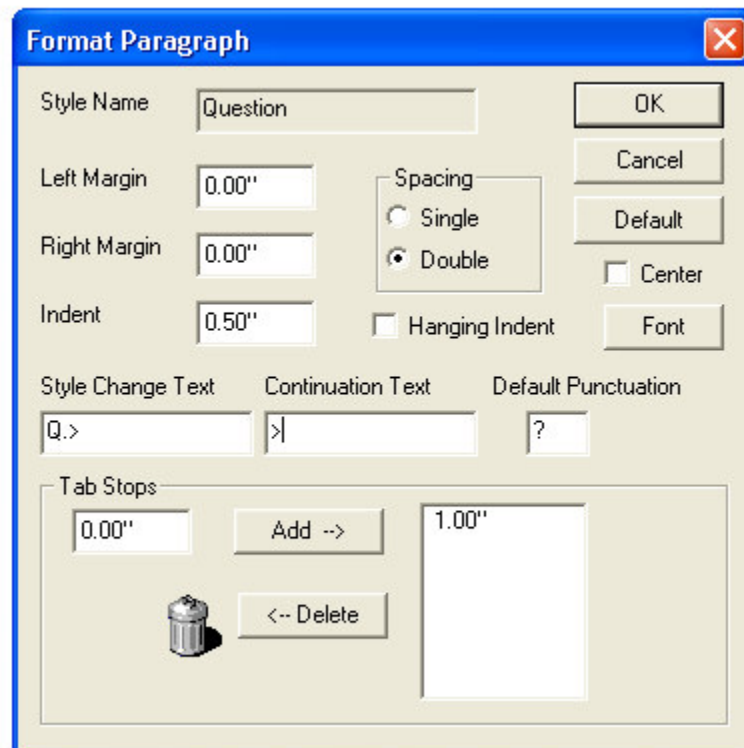 Format Paragraph
Style Name
Question
OK
Cancel
Left Margin
0.00"
Spacing
Single
Double
Default
Right Margin
0.00"
Center
Indent
0.50"
Hanging Indent
Font
Style Change Text
Continuation Text
Default Punctuation
Q.>
>
?
Tab Stops
0.00"
Add -->
1.00"
<-- Delete